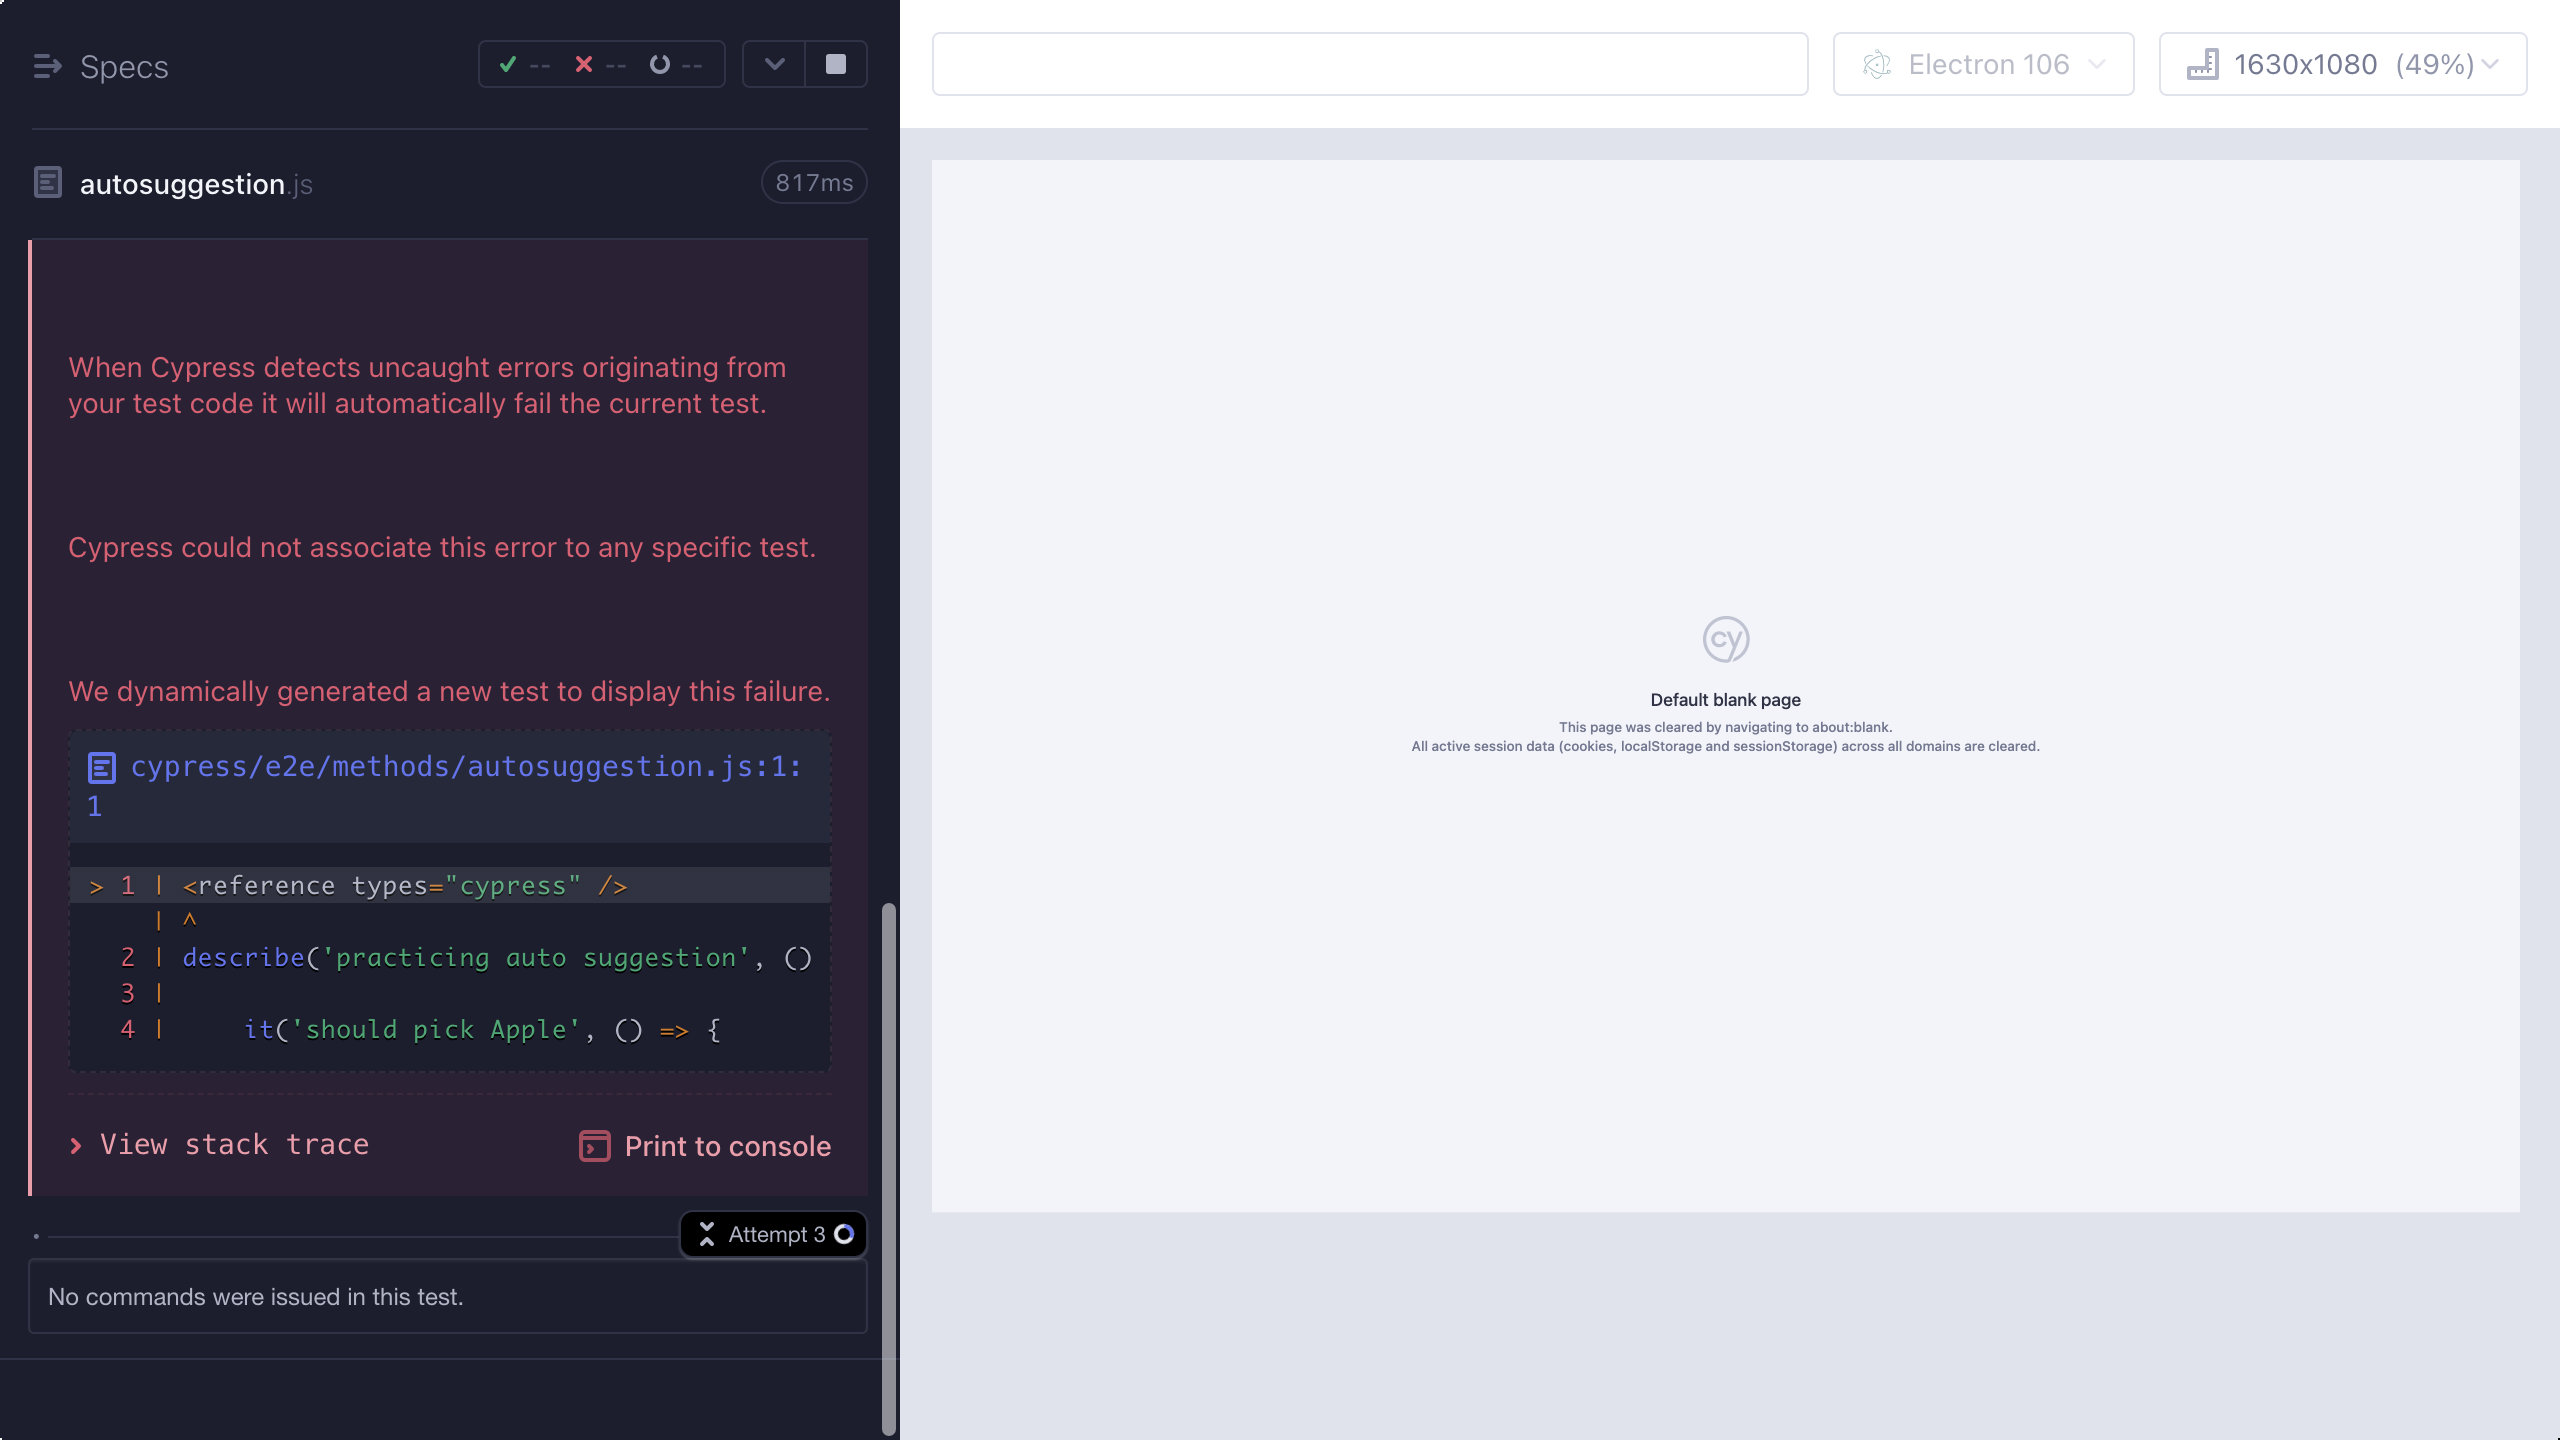 Specs
-- -- --
autosuggestion.js
817ms
When Cypress detects uncaught errors originating from
your test code it will automatically fail the current test.
Cypress could not associate this error to any specific test.
We dynamically generated a new test to display this failure.
cypress/e2e/methods/autosuggestion.js:1:
1
> 1 | <reference types="cypress" />
| ^
2 | describe('practicing auto suggestion', ()
3 |
4 | it('should pick Apple', () => {
View stack trace
Print to console
Attempt 3
No commands were issued in this test.
Electron 106
1630x1080 (49%)
cy
Default blank page
This page was cleared by navigating to about:blank.
All active session data (cookies, localStorage and sessionStorage) across all domains are cleared.